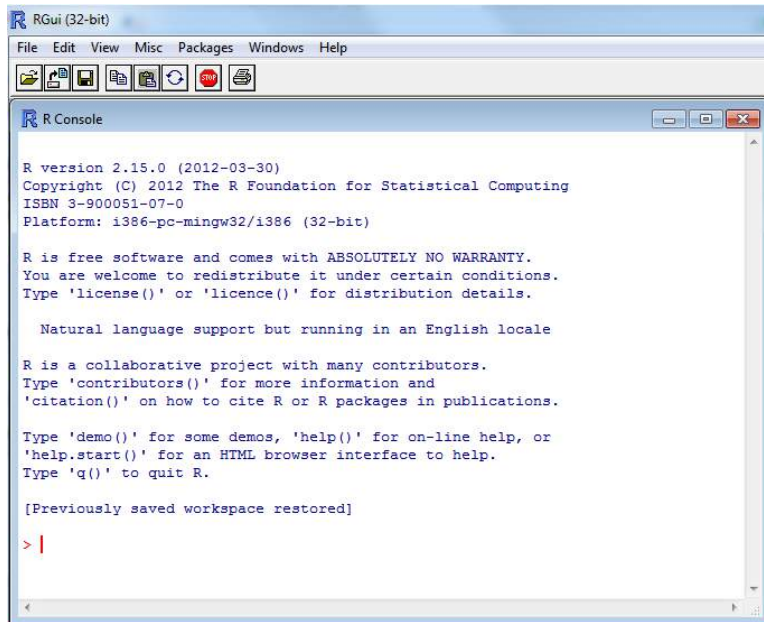 RGui (32-bit)
File Edit View Misc Packages Windows Help
STOP
R Console
R version 2.15.0 (2012-03-30)
Copyright (C) 2012 The R Foundation for Statistical Computing
ISBN 3-900051-07-0
Platform: i386-pc-mingw32/i386 (32-bit)
R is free software and comes with ABSOLUTELY NO WARRANTY.
You are welcome to redistribute it under certain conditions.
Type 'license()' or 'licence()' for distribution details.
Natural language support but running in an English locale
R is a collaborative project with many contributors.
Type 'contributors()' for more information and
'citation()' on how to cite R or R packages in publications.
Type 'demo()' for some demos, 'help()' for on-line help, or
'help.start()' for an HTML browser interface to help.
Type 'q()' to quit R.
[Previously saved workspace restored]
>